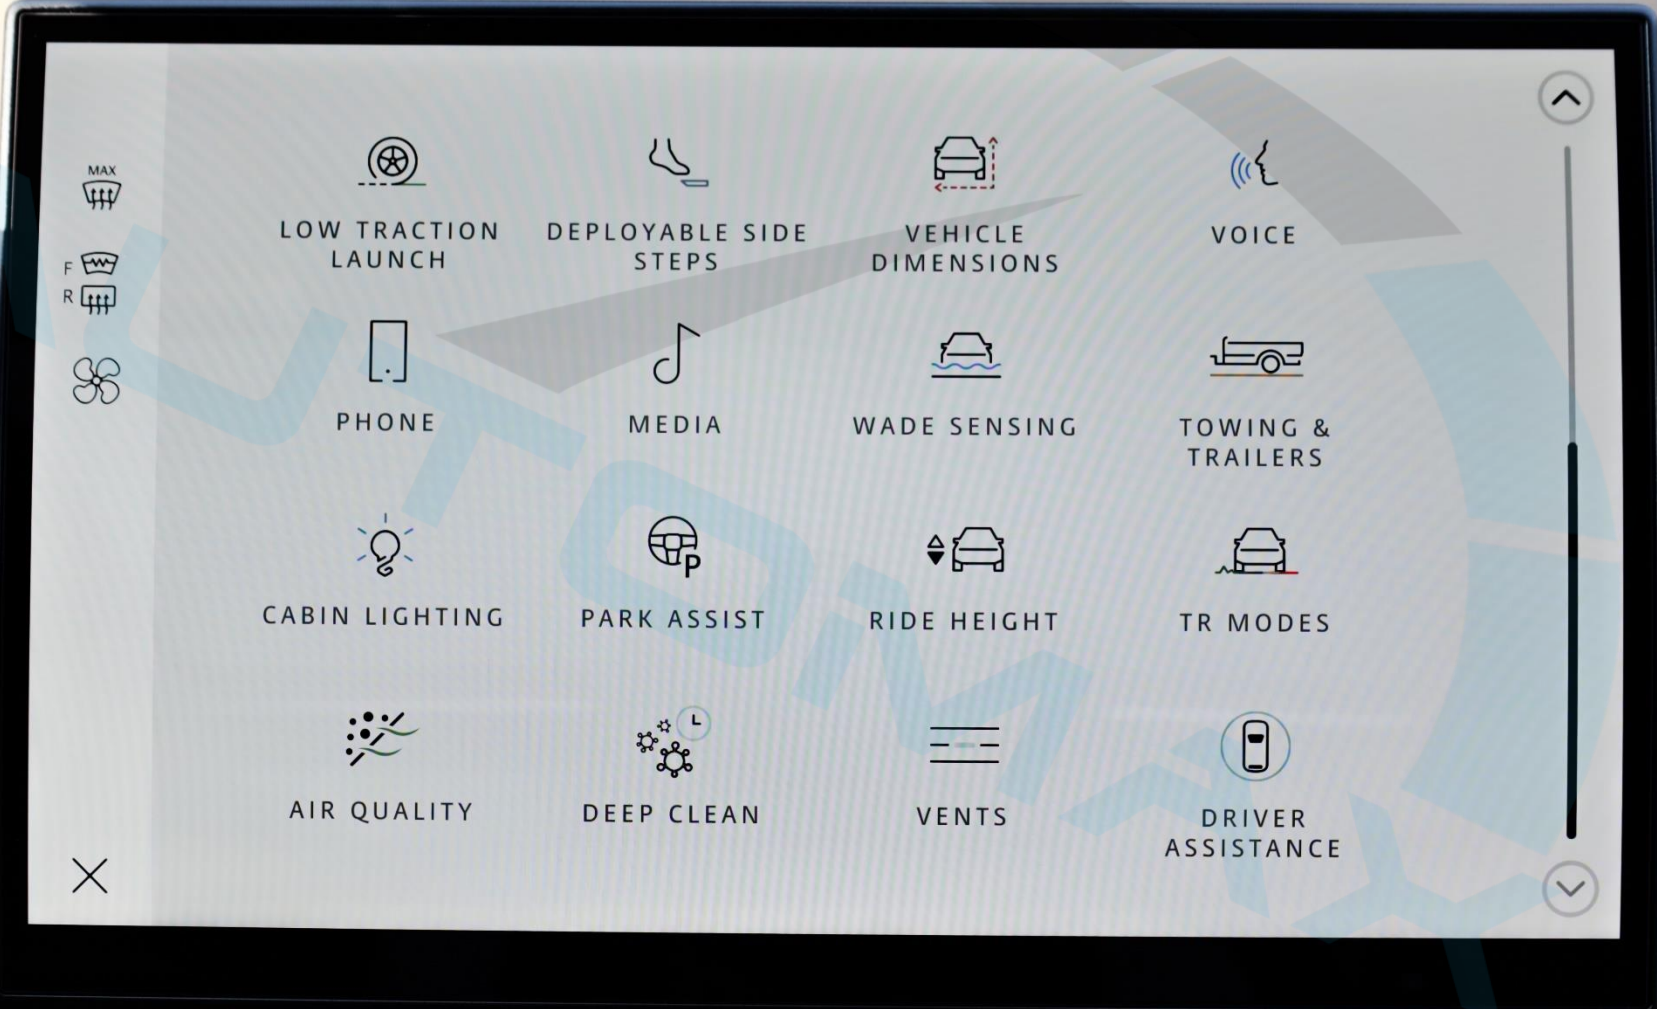 MAX
F
R
LOW TRACTION
LAUNCH
DEPLOYABLE SIDE
STEPS
VEHICLE
DIMENSIONS
VOICE
PHONE
MEDIA
WADE SENSING
TOWING &
TRAILERS
CABIN LIGHTING
P
PARK ASSIST
RIDE HEIGHT
TR MODES
AIR QUALITY
DEEP CLEAN
VENTS
DRIVER
ASSISTANCE
AUTOMAX